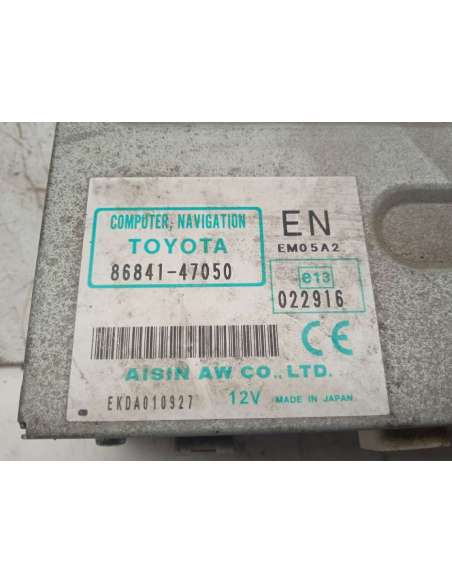 COMPUTER, NAVIGATION
TOYOTA
86841-47050
EN
EM05A2
e13
022916
CE
AISIN AW CO., LTD.
EKDA010927
12V
MADE IN JAPAN